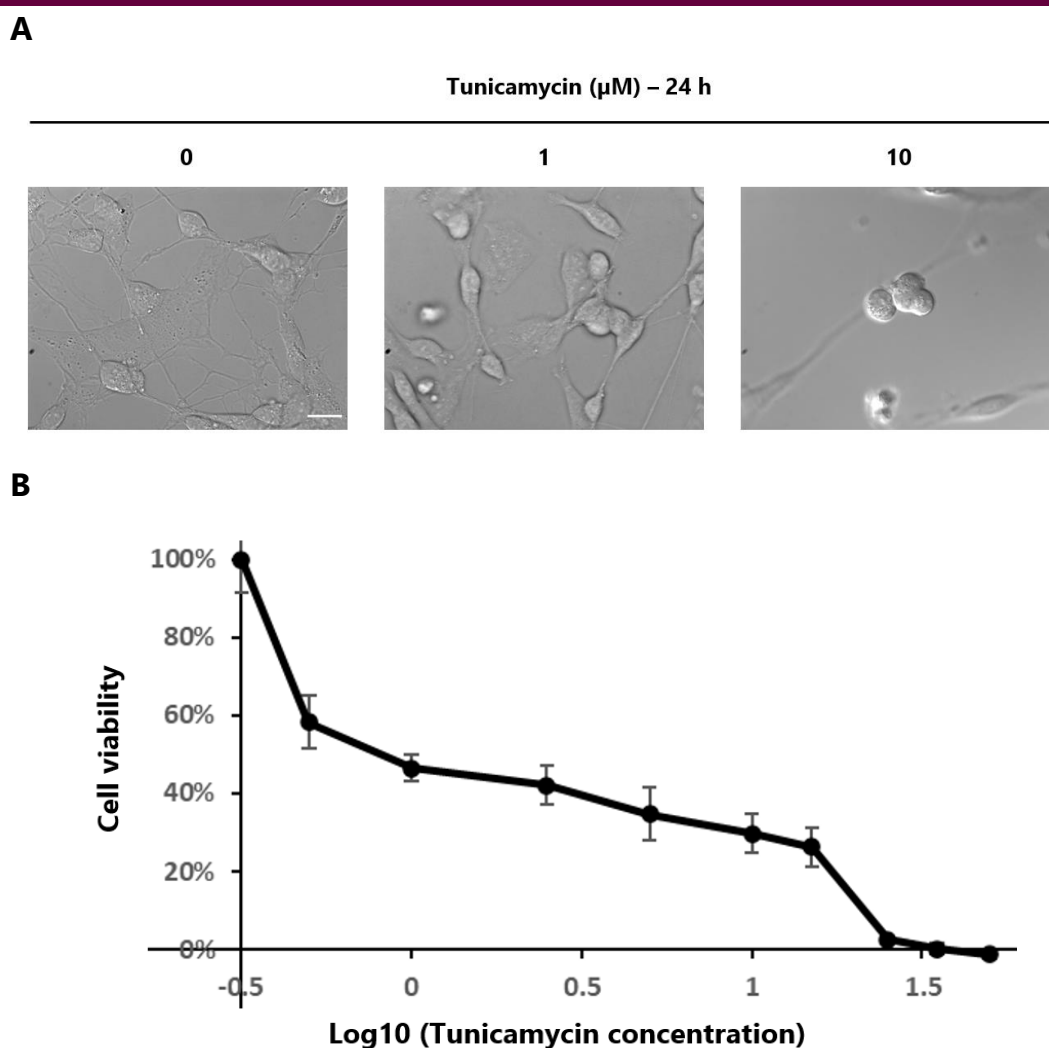 A
Tunicamycin (µM) – 24 h
0 1 10
B
100%
80%
60%
40%
20%
0%
Cell viability
-0.5 0 0.5 1 1.5
Log10 (Tunicamycin concentration)